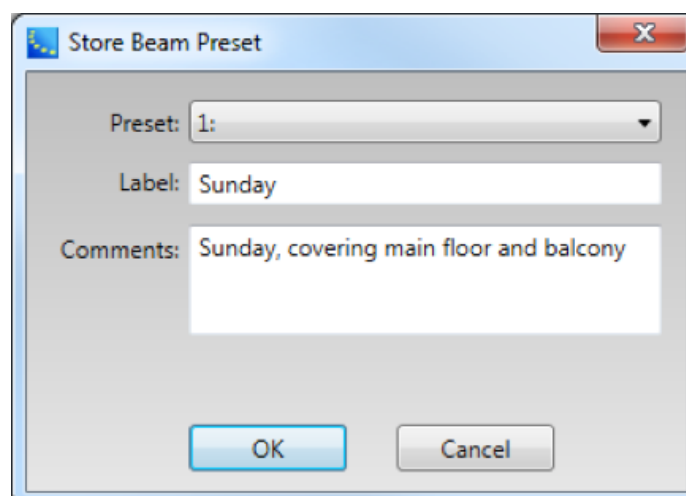 Store Beam Preset
Preset: 1:
Label: Sunday
Comments: Sunday, covering main floor and balcony
OK Cancel